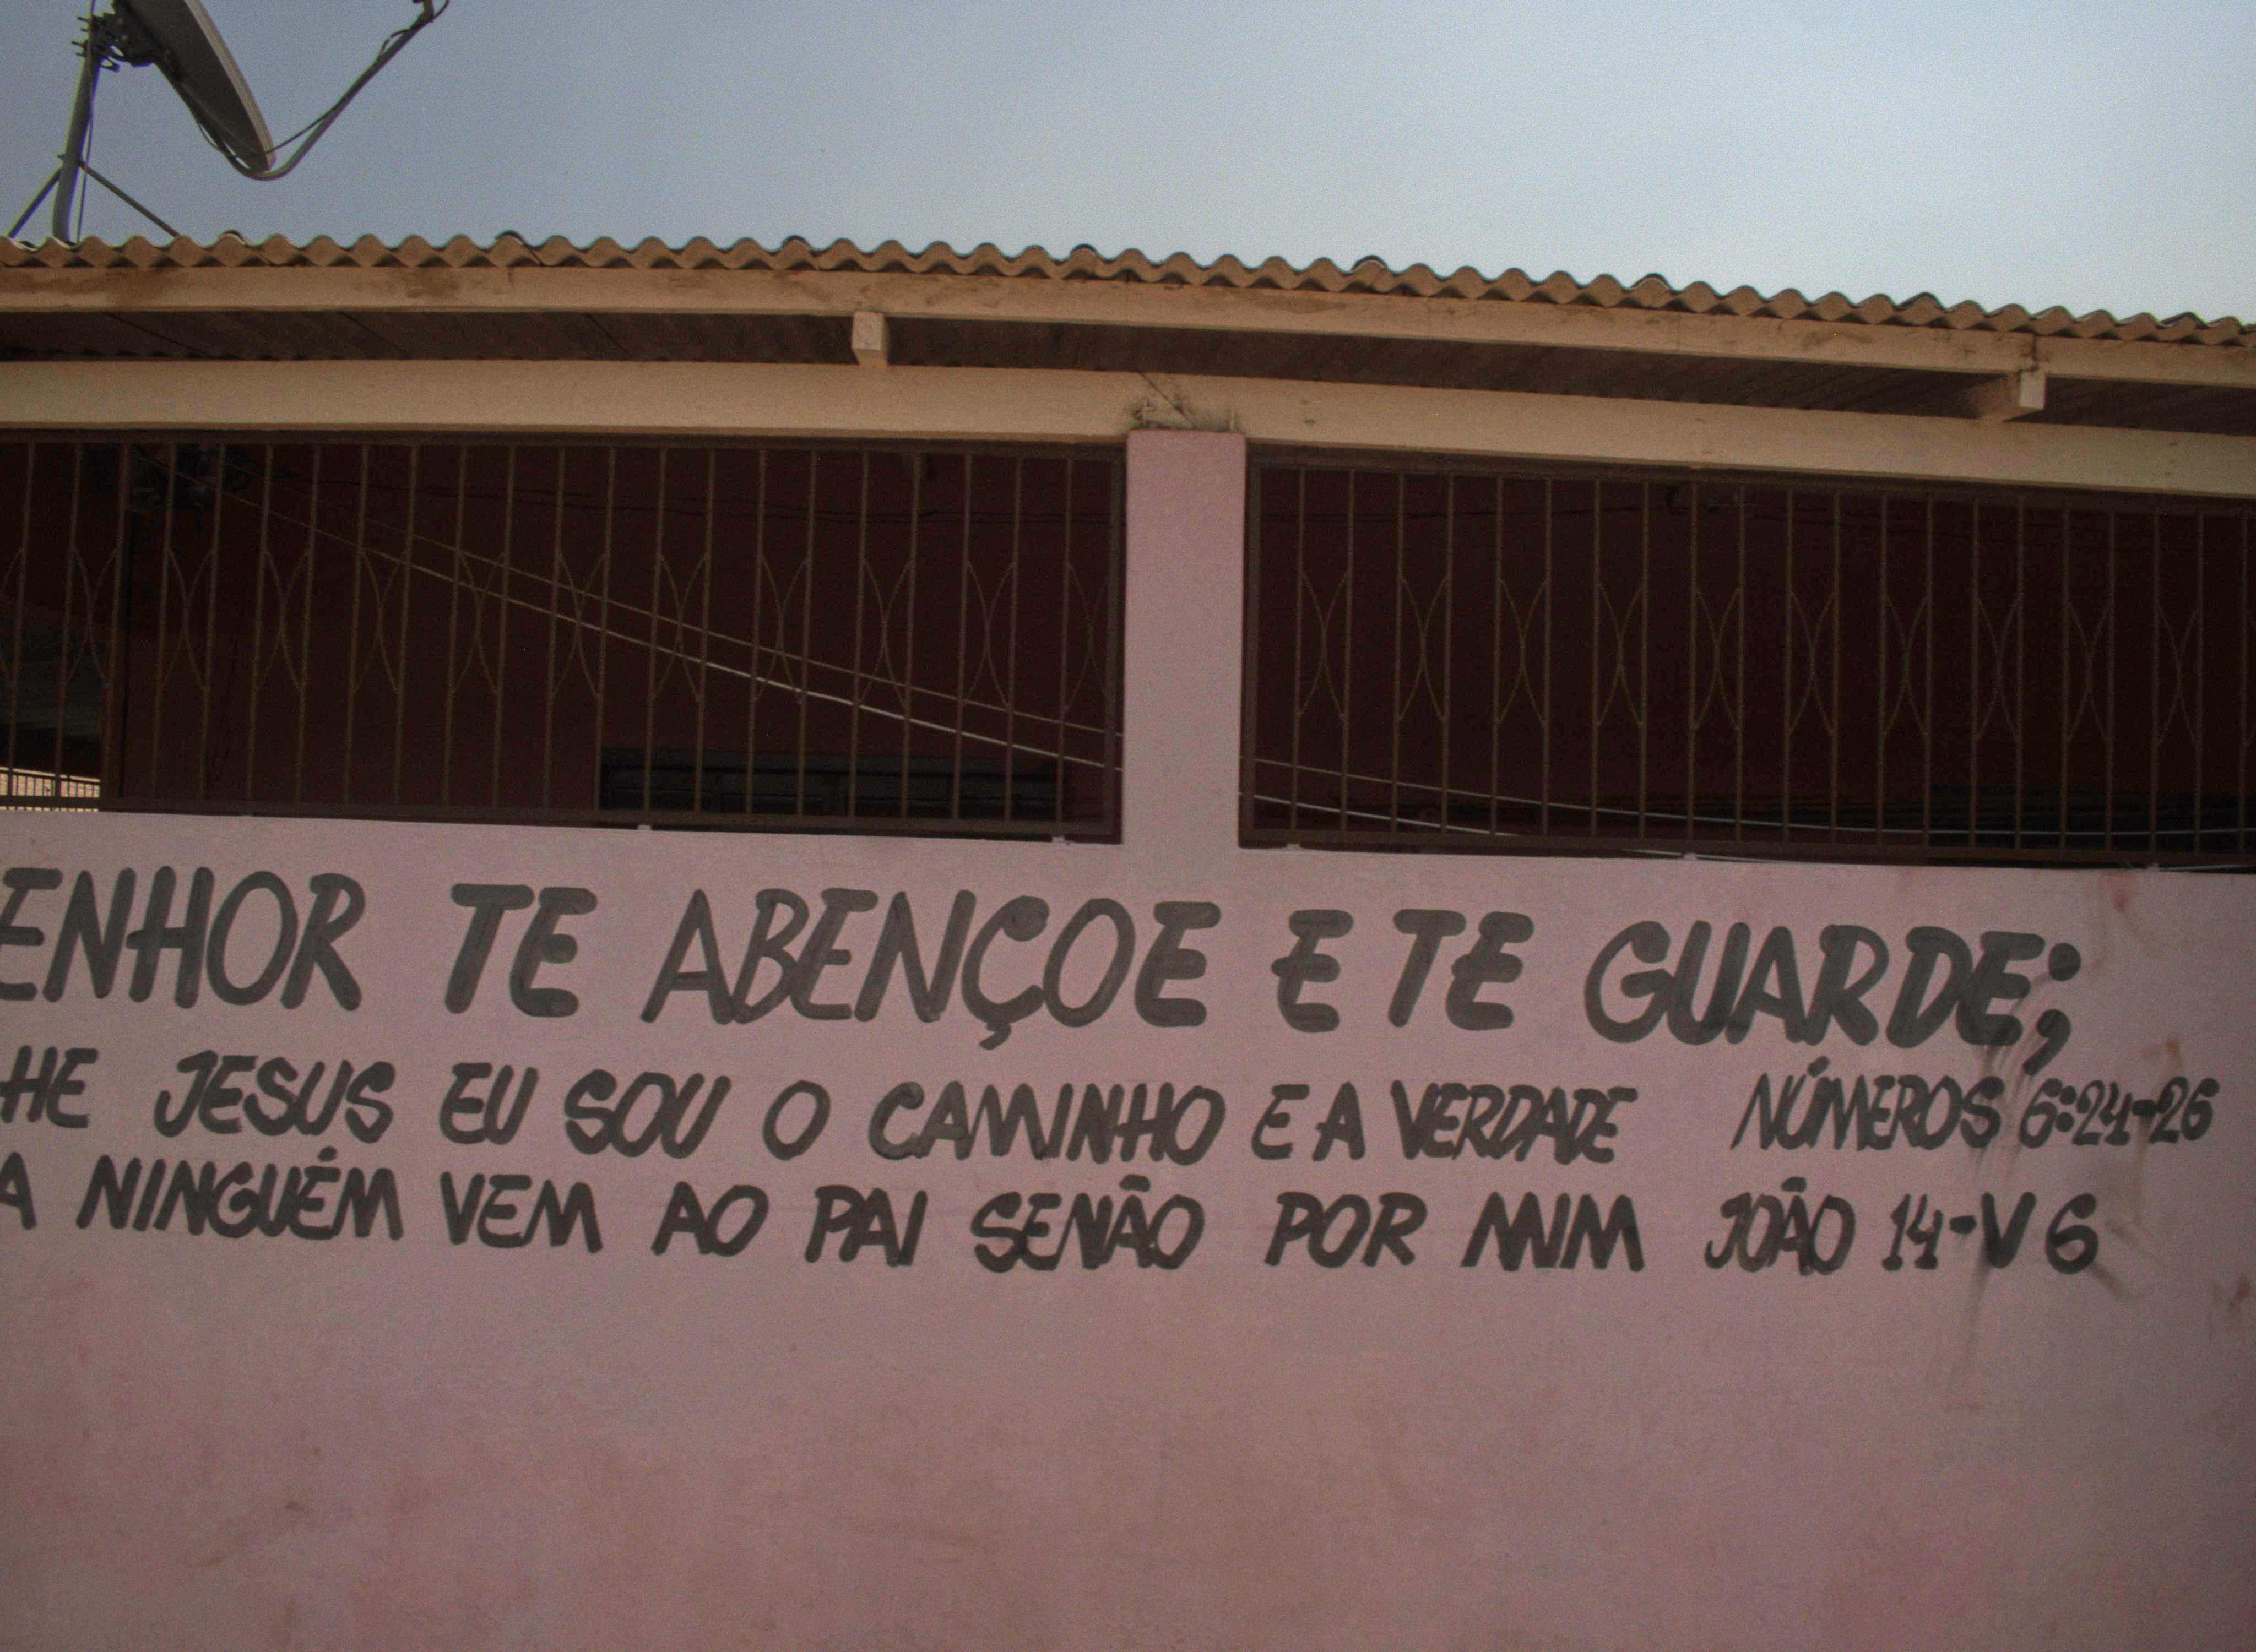 ENHOR TE ABENÇOE E TE GUARDE;
HE JESUS EU SOU O CAMINHO E A VERDADE NÚMEROS 6:24-26
A NINGUÉM VEM AO PAI SENÃO POR MIM JOÃO 14-V 6